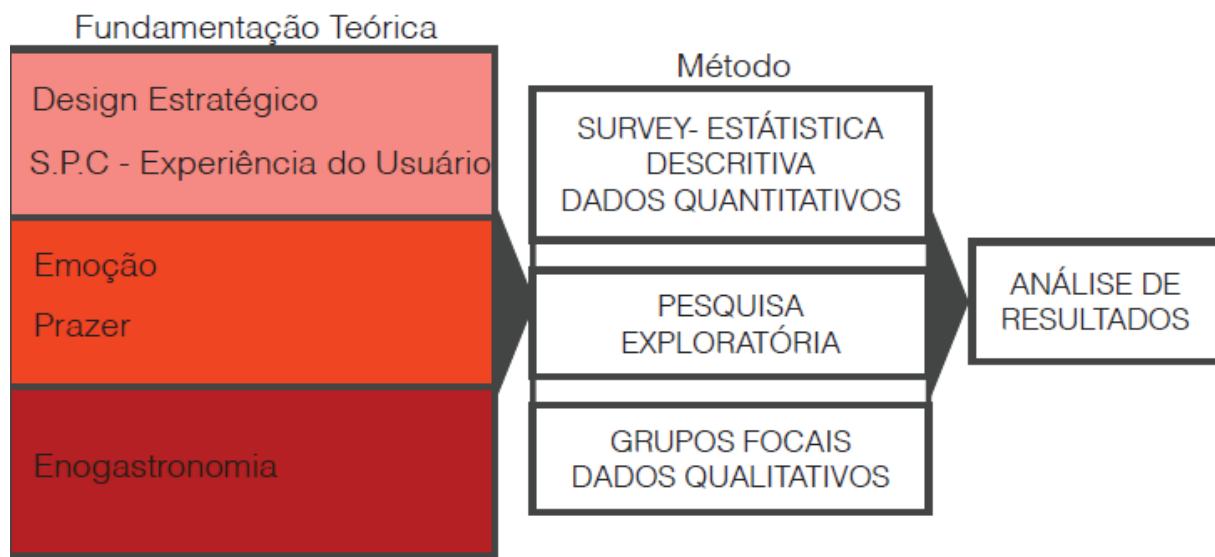 Fundamentação Teórica
Design Estratégico
S.P.C - Experiência do Usuário
Emoção
Prazer
Enogastronomia
Método
SURVEY- ESTÁTISTICA
DESCRITIVA
DADOS QUANTITATIVOS
PESQUISA
EXPLORATÓRIA
GRUPOS FOCAIS
DADOS QUALITATIVOS
ANÁLISE DE
RESULTADOS